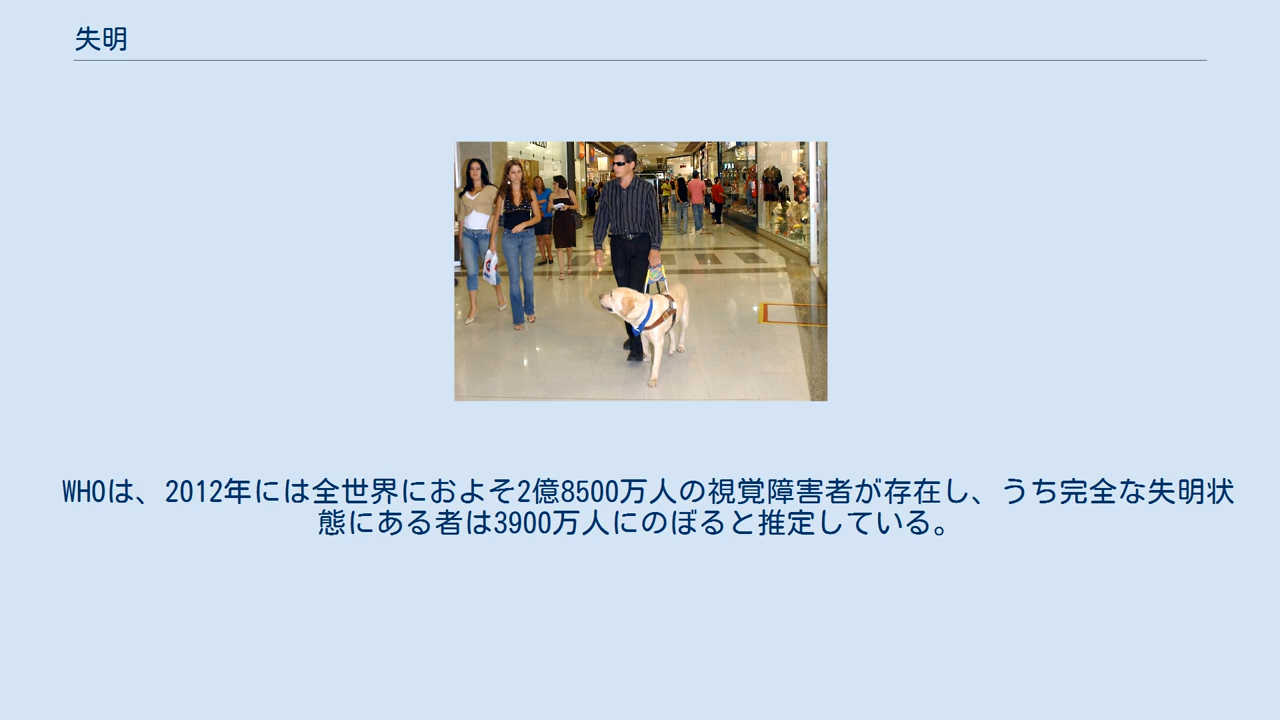 失明
WHOは、2012年には全世界におよそ2億8500万人の視覚障害者が存在し、うち完全な失明状
態にある者は3900万人にのぼると推定している。